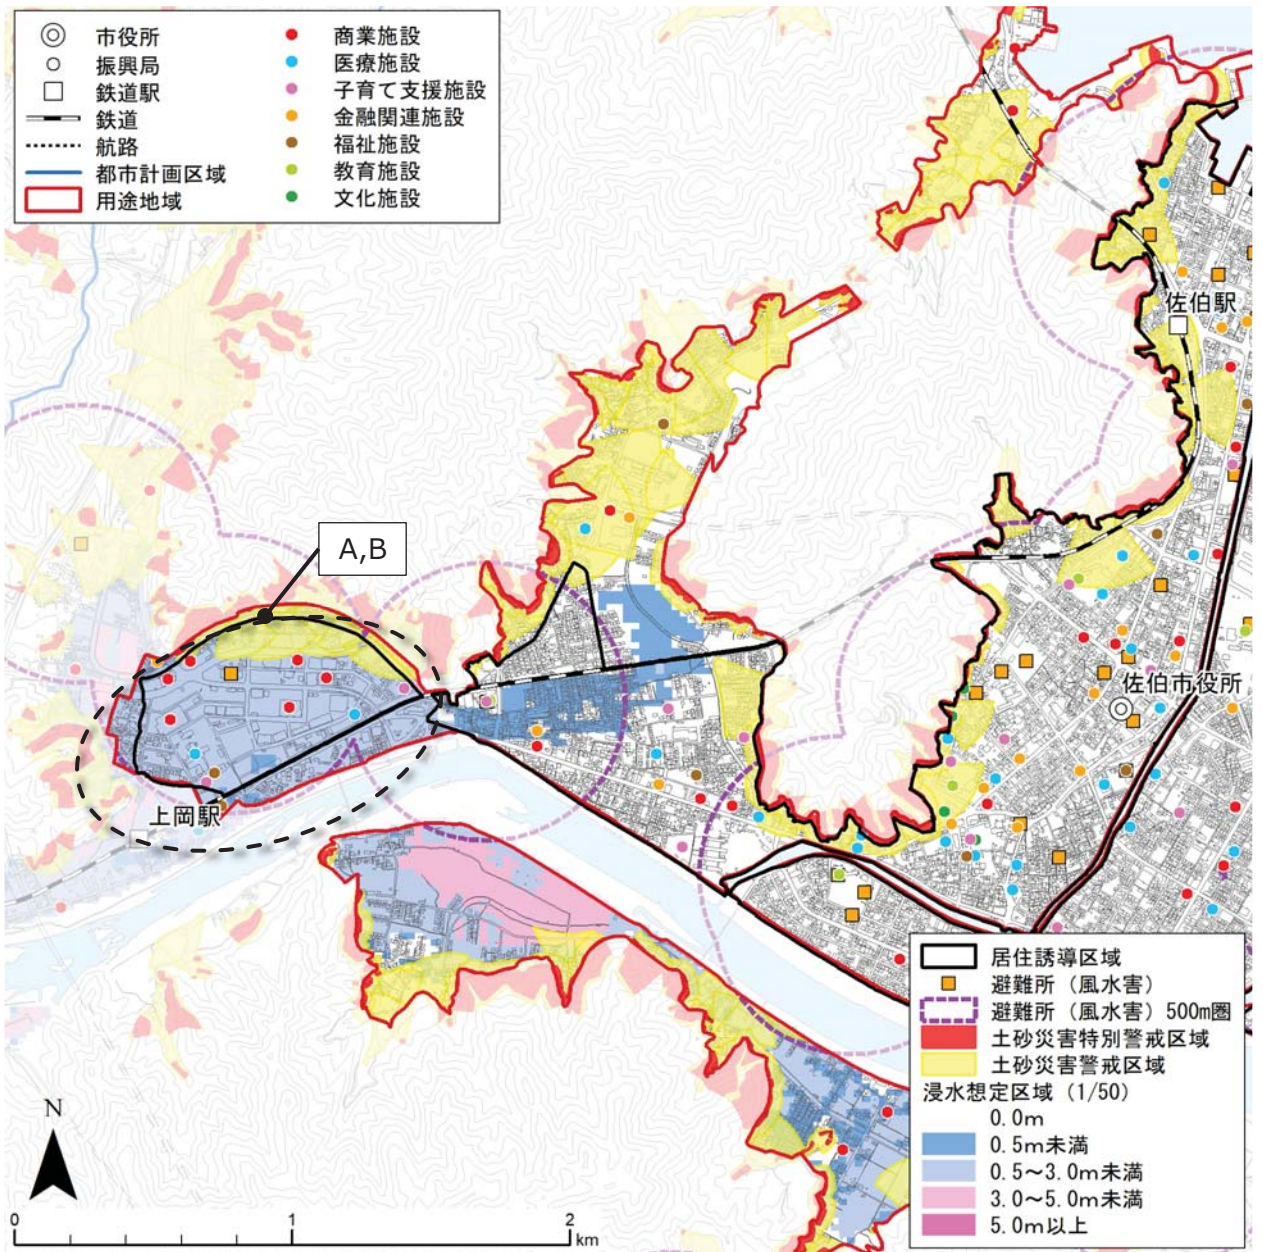 市役所
振興局
鉄道駅
鉄道
航路
都市計画区域
用途地域
商業施設
医療施設
子育て支援施設
金融関連施設
福祉施設
教育施設
文化施設
佐伯駅
A,B
佐伯市役所
上岡駅
居住誘導区域
避難所（風水害）
避難所（風水害）500m圏
土砂災害特別警戒区域
土砂災害警戒区域
浸水想定区域（1/50）
0.0m
0.5m未満
0.5～3.0m未満
3.0～5.0m未満
5.0m以上
N
0 1 2
km